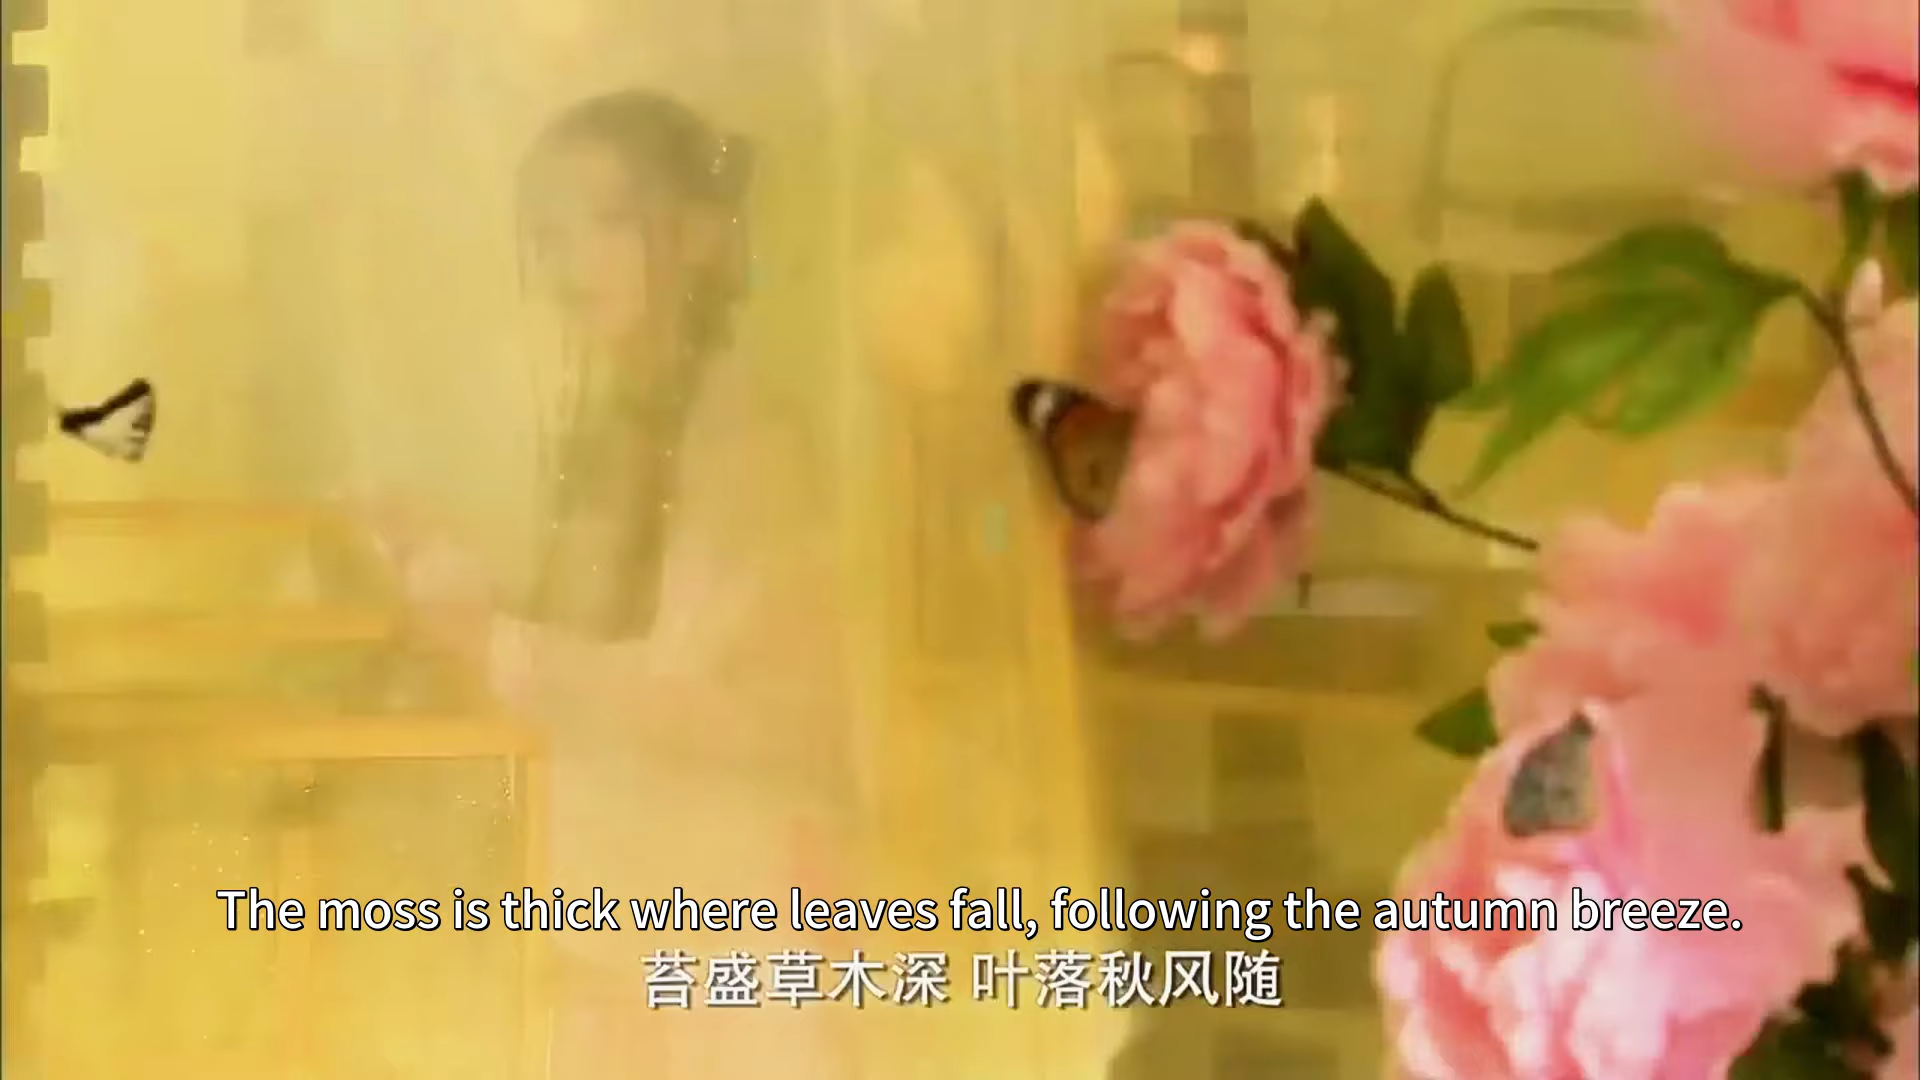 The moss is thick where leaves fall, following the autumn breeze.
苔盛草木深 叶落秋风随